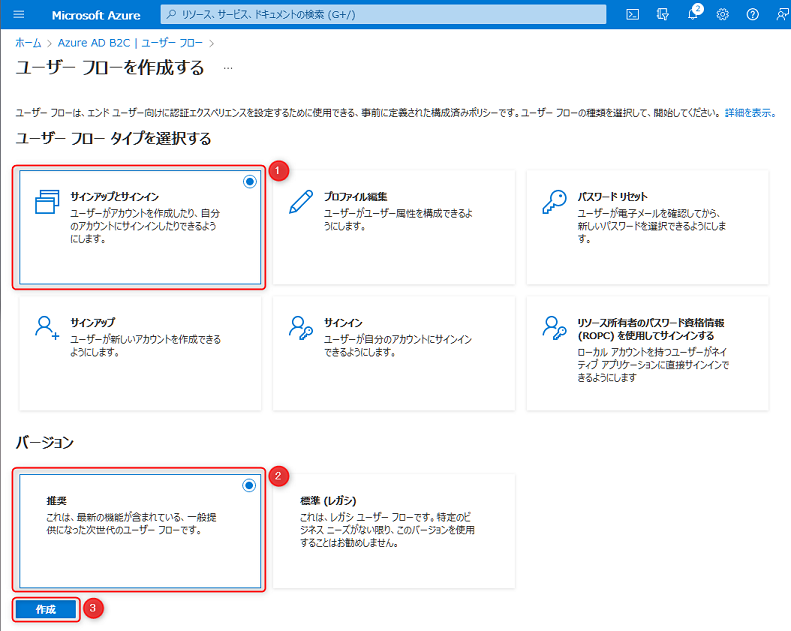 Microsoft Azure
リソース、サービス、ドキュメントの検索 (G+/)
2
ホーム > Azure AD B2C | ユーザー フロー >
ユーザー フローを作成する ...
ユーザー フローは、エンド ユーザー向けに認証エクスペリエンスを設定するために使用できる、事前に定義された構成済みポリシーです。ユーザー フローの種類を選択して、開始してください。 詳細を表示。
ユーザー フロー タイプを選択する
1
サインアップとサインイン
ユーザーがアカウントを作成したり、自分
のアカウントにサインインしたりできるよう
にします。
プロファイル編集
ユーザーがユーザー属性を構成できるよ
うにします。
パスワード リセット
ユーザーが電子メールを確認してから、
新しいパスワードを選択できるようにしま
す。
サインアップ
ユーザーが新しいアカウントを作成できる
ようにします。
サインイン
ユーザーが自分のアカウントにサインイン
できるようにします。
リソース所有者のパスワード資格情報
(ROPC) を使用してサインインする
ローカル アカウントを持つユーザーがネイ
ティブ アプリケーションに直接サインインで
きるようにします
バージョン
2
推奨
これは、最新の機能が含まれている、一般提
供になった次世代のユーザー フローです。
標準 (レガシ)
これは、レガシ ユーザー フローです。特定のビ
ジネス ニーズがない限り、このバージョンを使用
することはお勧めしません。
作成
3